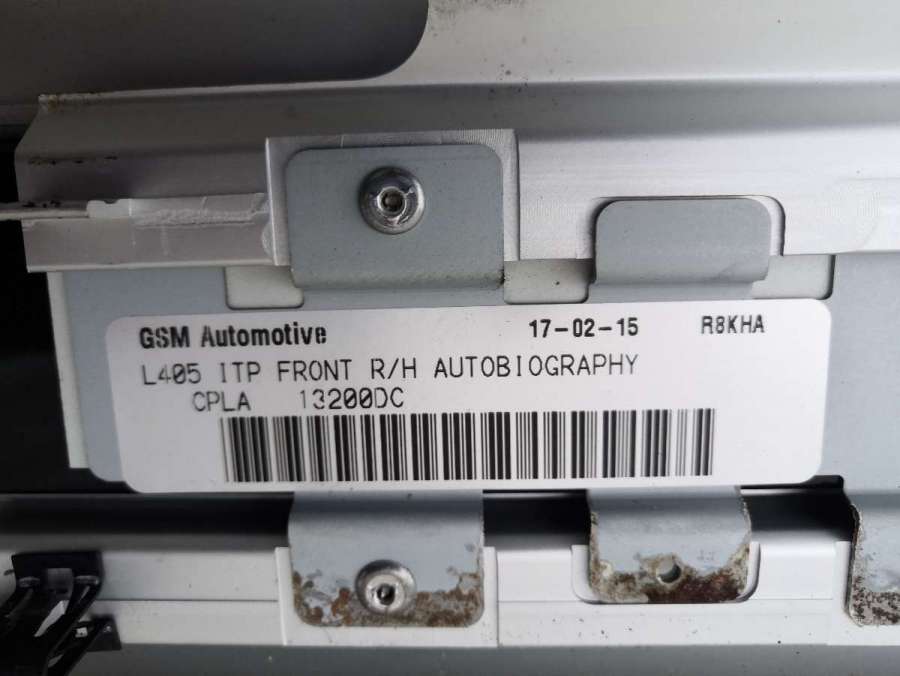 GSM Automotive 17-02-15 R8KHA
L405 ITP FRONT R/H AUTOBIOGRAPHY
CPLA 13200DC